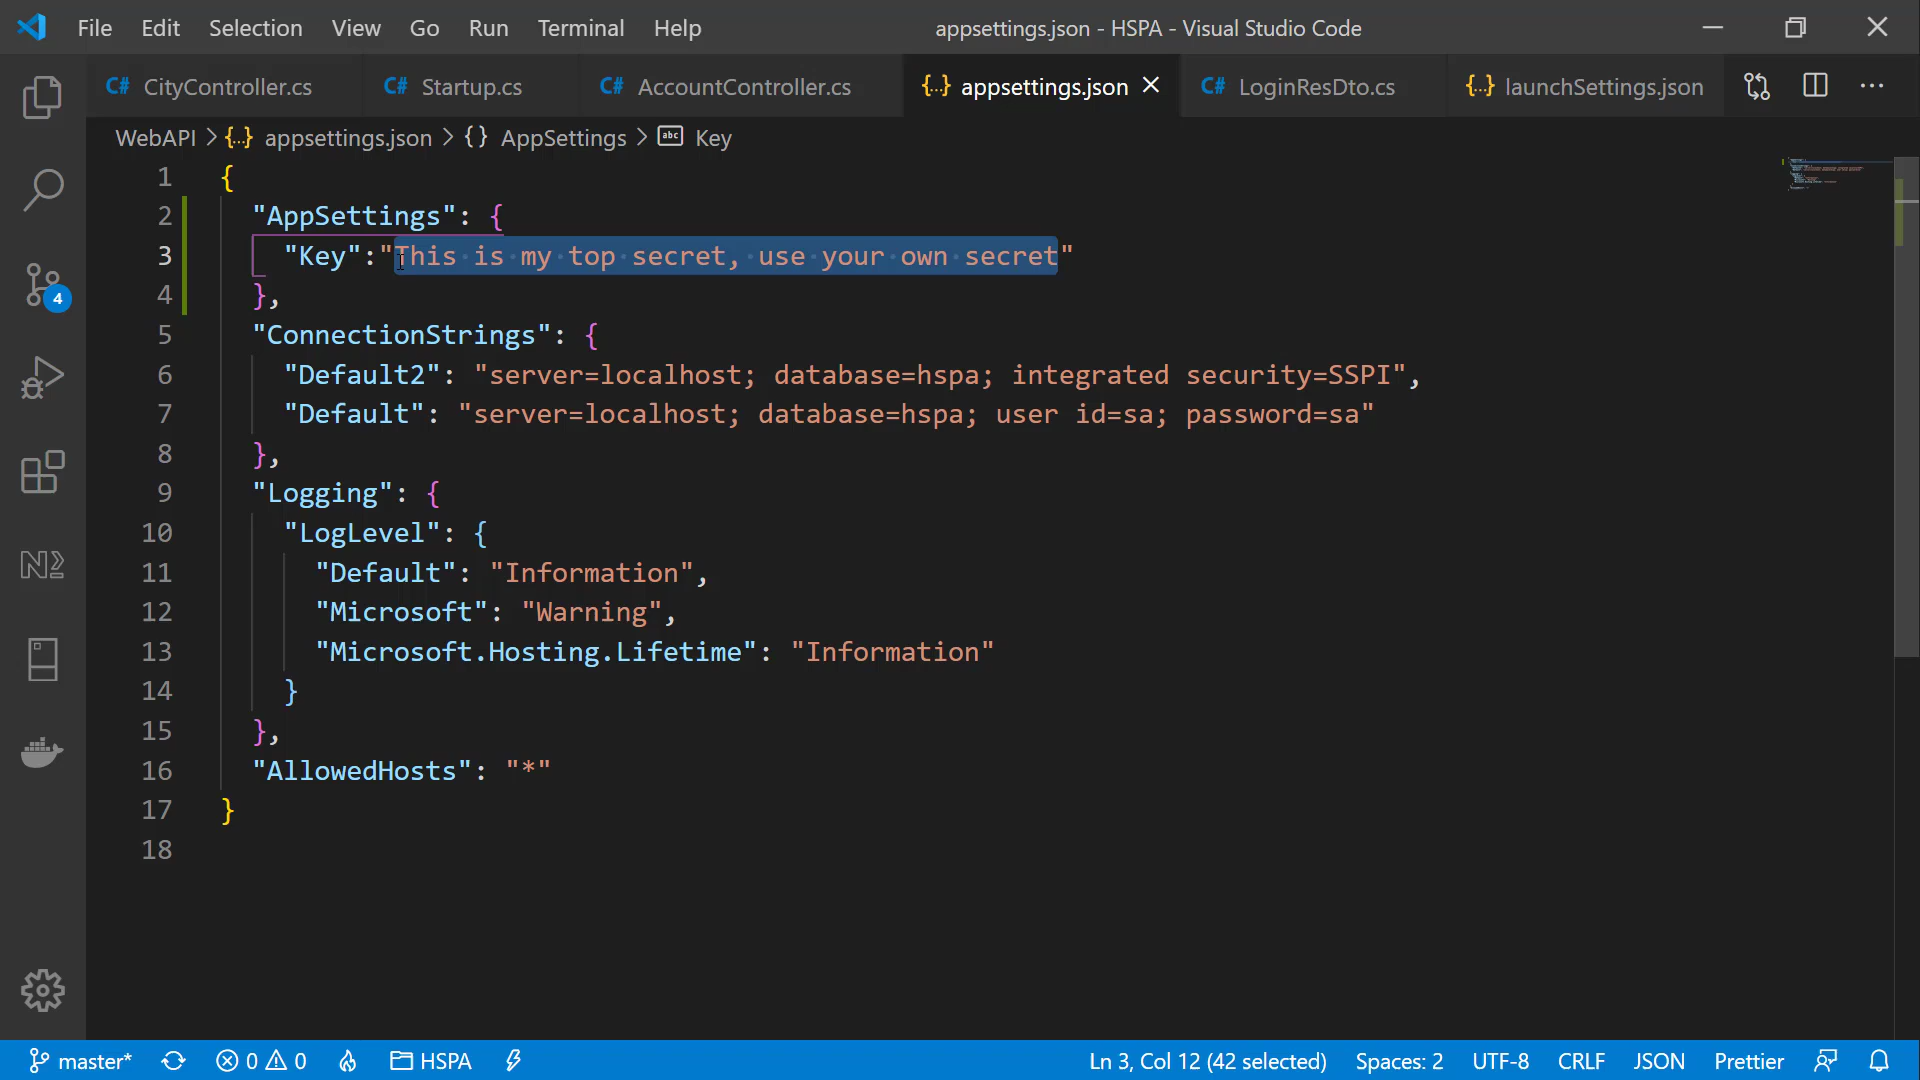 File Edit Selection View Go Run Terminal Help appsettings.json - HSPA - Visual Studio Code
C# CityController.cs C# Startup.cs C# AccountController.cs {..} appsettings.json C# LoginResDto.cs {..} launchSettings.json
WebAPI > {..} appsettings.json > {} AppSettings > abc Key
1 {
2 "AppSettings": {
3 "Key":"This is my top secret, use your own secret"
4 },
5 "ConnectionStrings": {
6 "Default2": "server=localhost; database=hspa; integrated security=SSPI",
7 "Default": "server=localhost; database=hspa; user id=sa; password=sa"
8 },
9 "Logging": {
10 "LogLevel": {
11 "Default": "Information",
12 "Microsoft": "Warning",
13 "Microsoft.Hosting.Lifetime": "Information"
14 }
15 },
16 "AllowedHosts": "*"
17 }
18
4
master* 0 0 HSPA Ln 3, Col 12 (42 selected) Spaces: 2 UTF-8 CRLF JSON Prettier